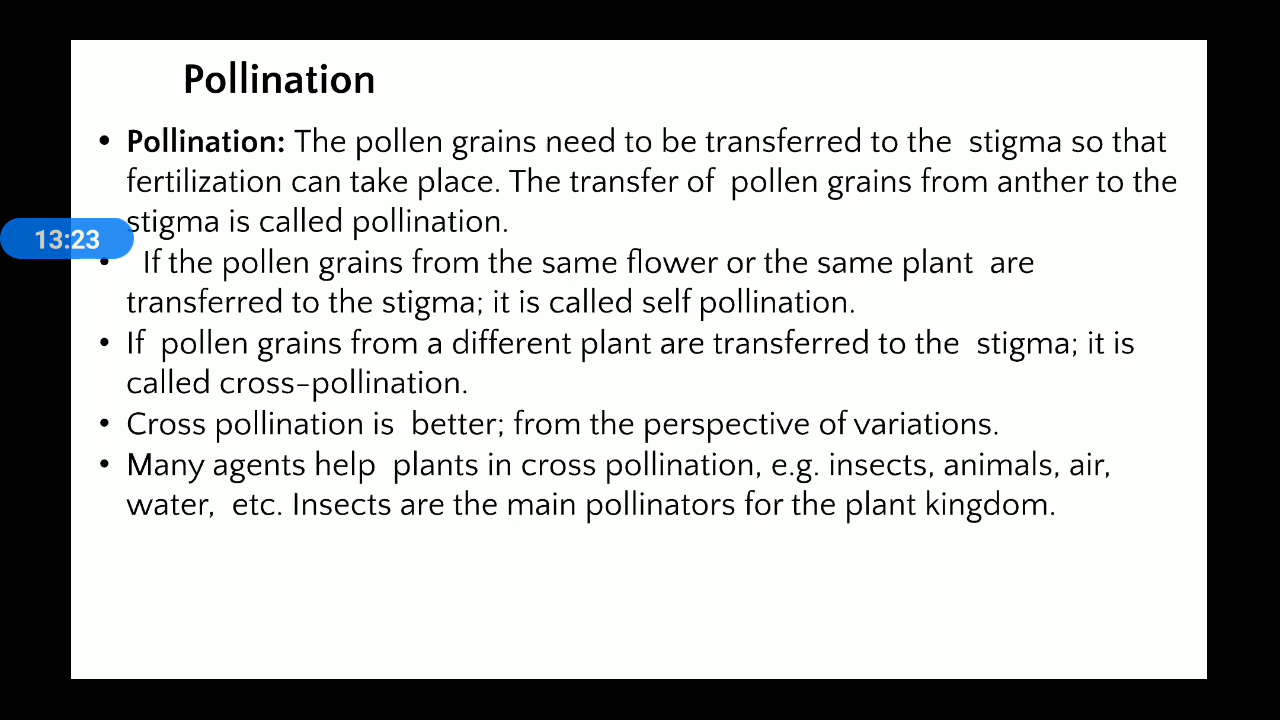 Pollination
• Pollination: The pollen grains need to be transferred to the stigma so that
fertilization can take place. The transfer of pollen grains from anther to the
stigma is called pollination.
13:23
• If the pollen grains from the same flower or the same plant are
transferred to the stigma; it is called self pollination.
• If pollen grains from a different plant are transferred to the stigma; it is
called cross-pollination.
• Cross pollination is better; from the perspective of variations.
• Many agents help plants in cross pollination, e.g. insects, animals, air,
water, etc. Insects are the main pollinators for the plant kingdom.